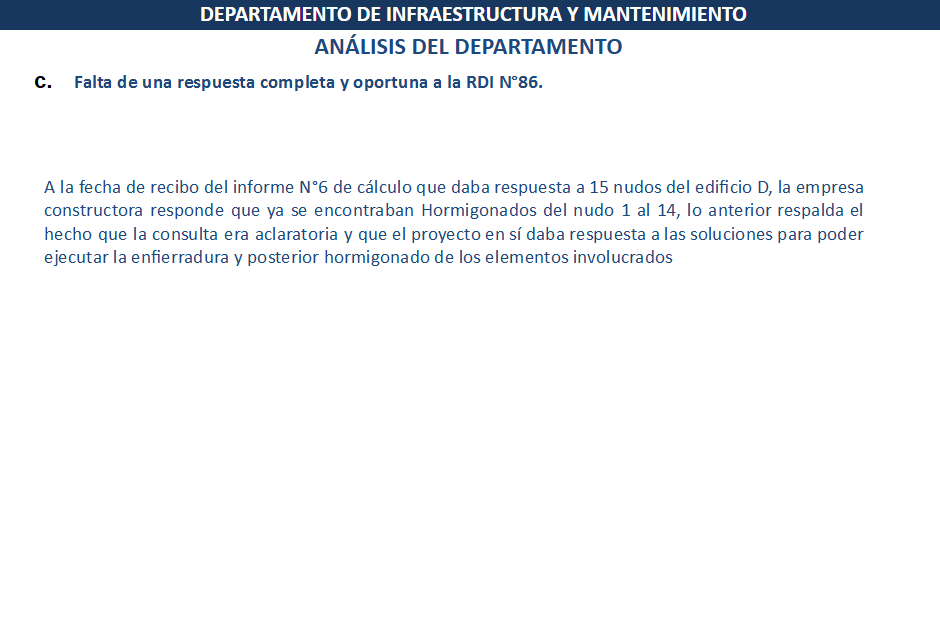 DEPARTAMENTO DE INFRAESTRUCTURA Y MANTENIMIENTO
ANÁLISIS DEL DEPARTAMENTO
C. Falta de una respuesta completa y oportuna a la RDI N°86.
A la fecha de recibo del informe N°6 de cálculo que daba respuesta a 15 nudos del edificio D, la empresa
constructora responde que ya se encontraban Hormigonados del nudo 1 al 14, lo anterior respalda el
hecho que la consulta era aclaratoria y que el proyecto en sí daba respuesta a las soluciones para poder
ejecutar la enfierradura y posterior hormigonado de los elementos involucrados